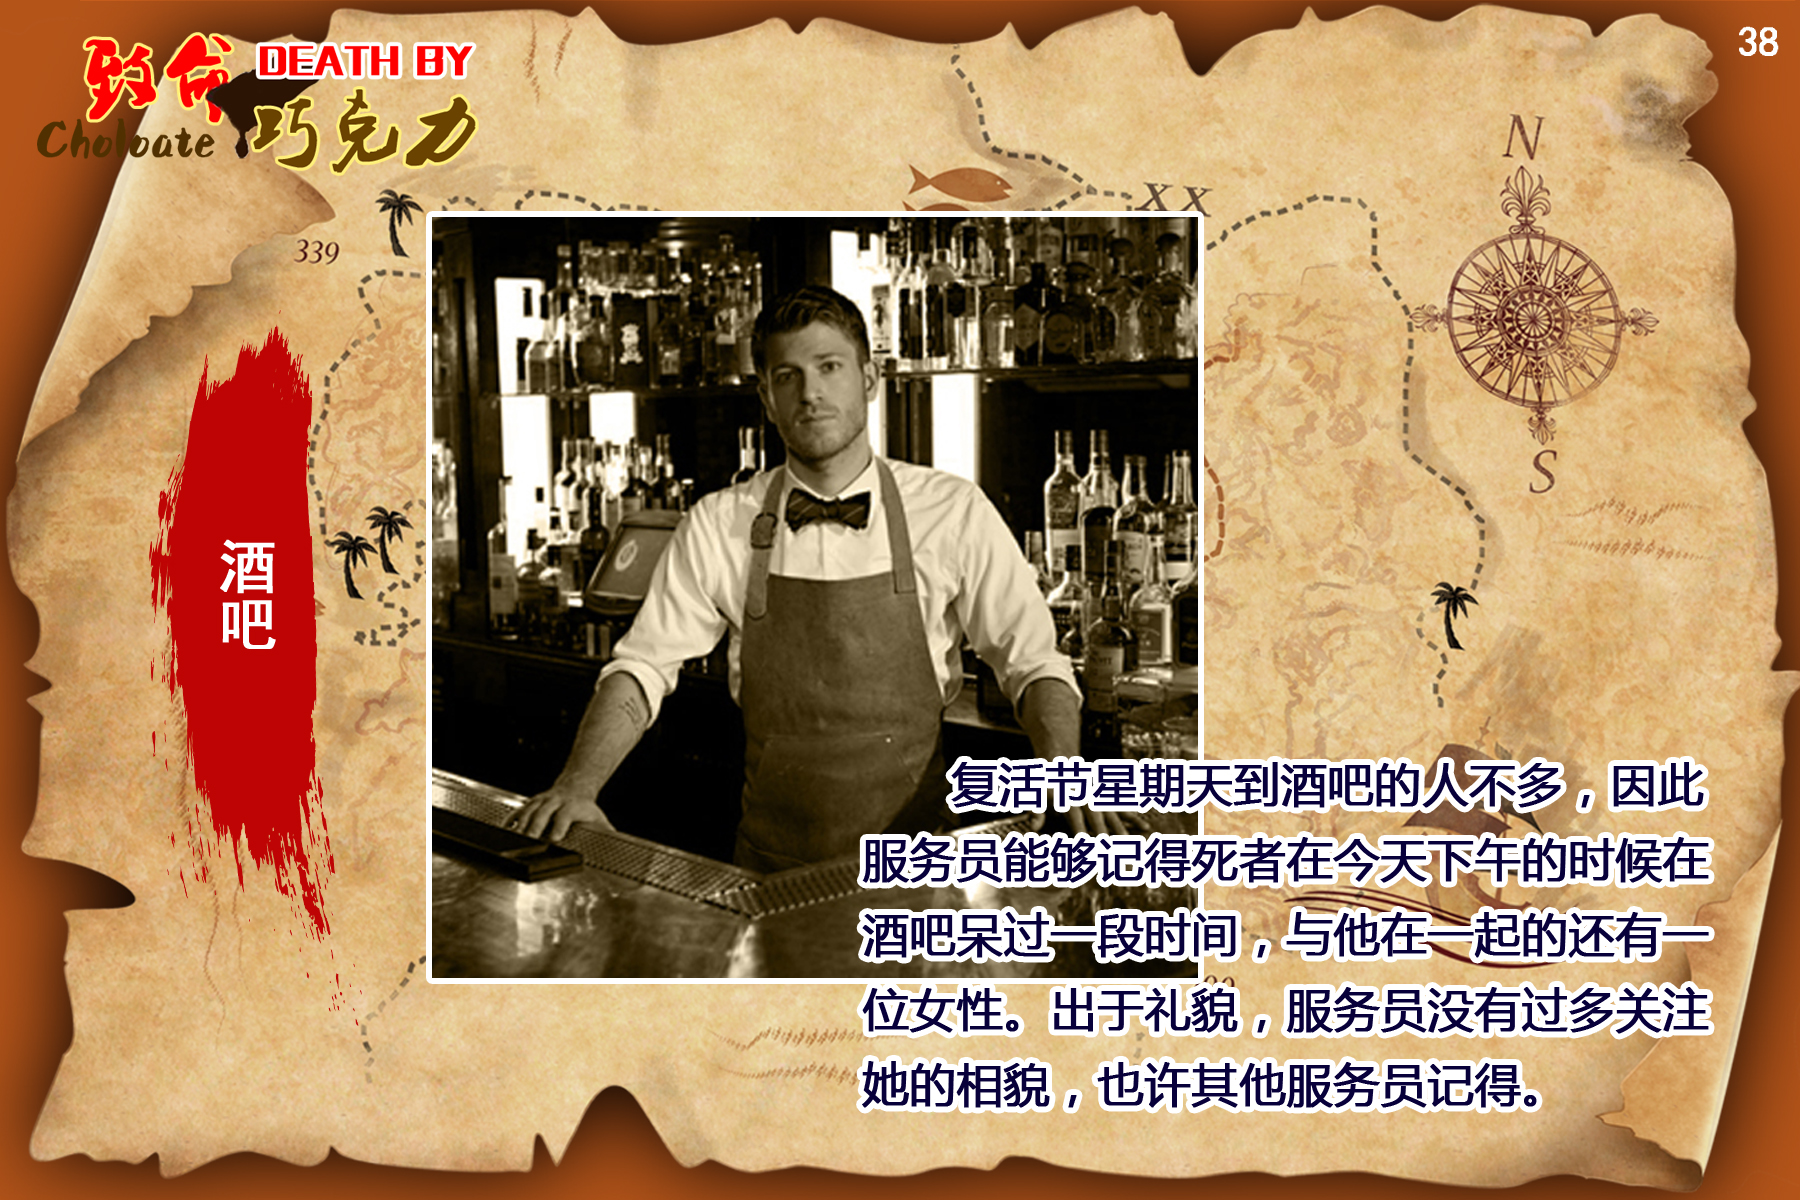 38
致命 DEATH BY
Choloate 巧克力
N
339
XX
S
酒吧
复活节星期天到酒吧的人不多，因此
服务员能够记得死者在今天下午的时候在
酒吧呆过一段时间，与他在一起的还有一
位女性。出于礼貌，服务员没有过多关注
她的相貌，也许其他服务员记得。